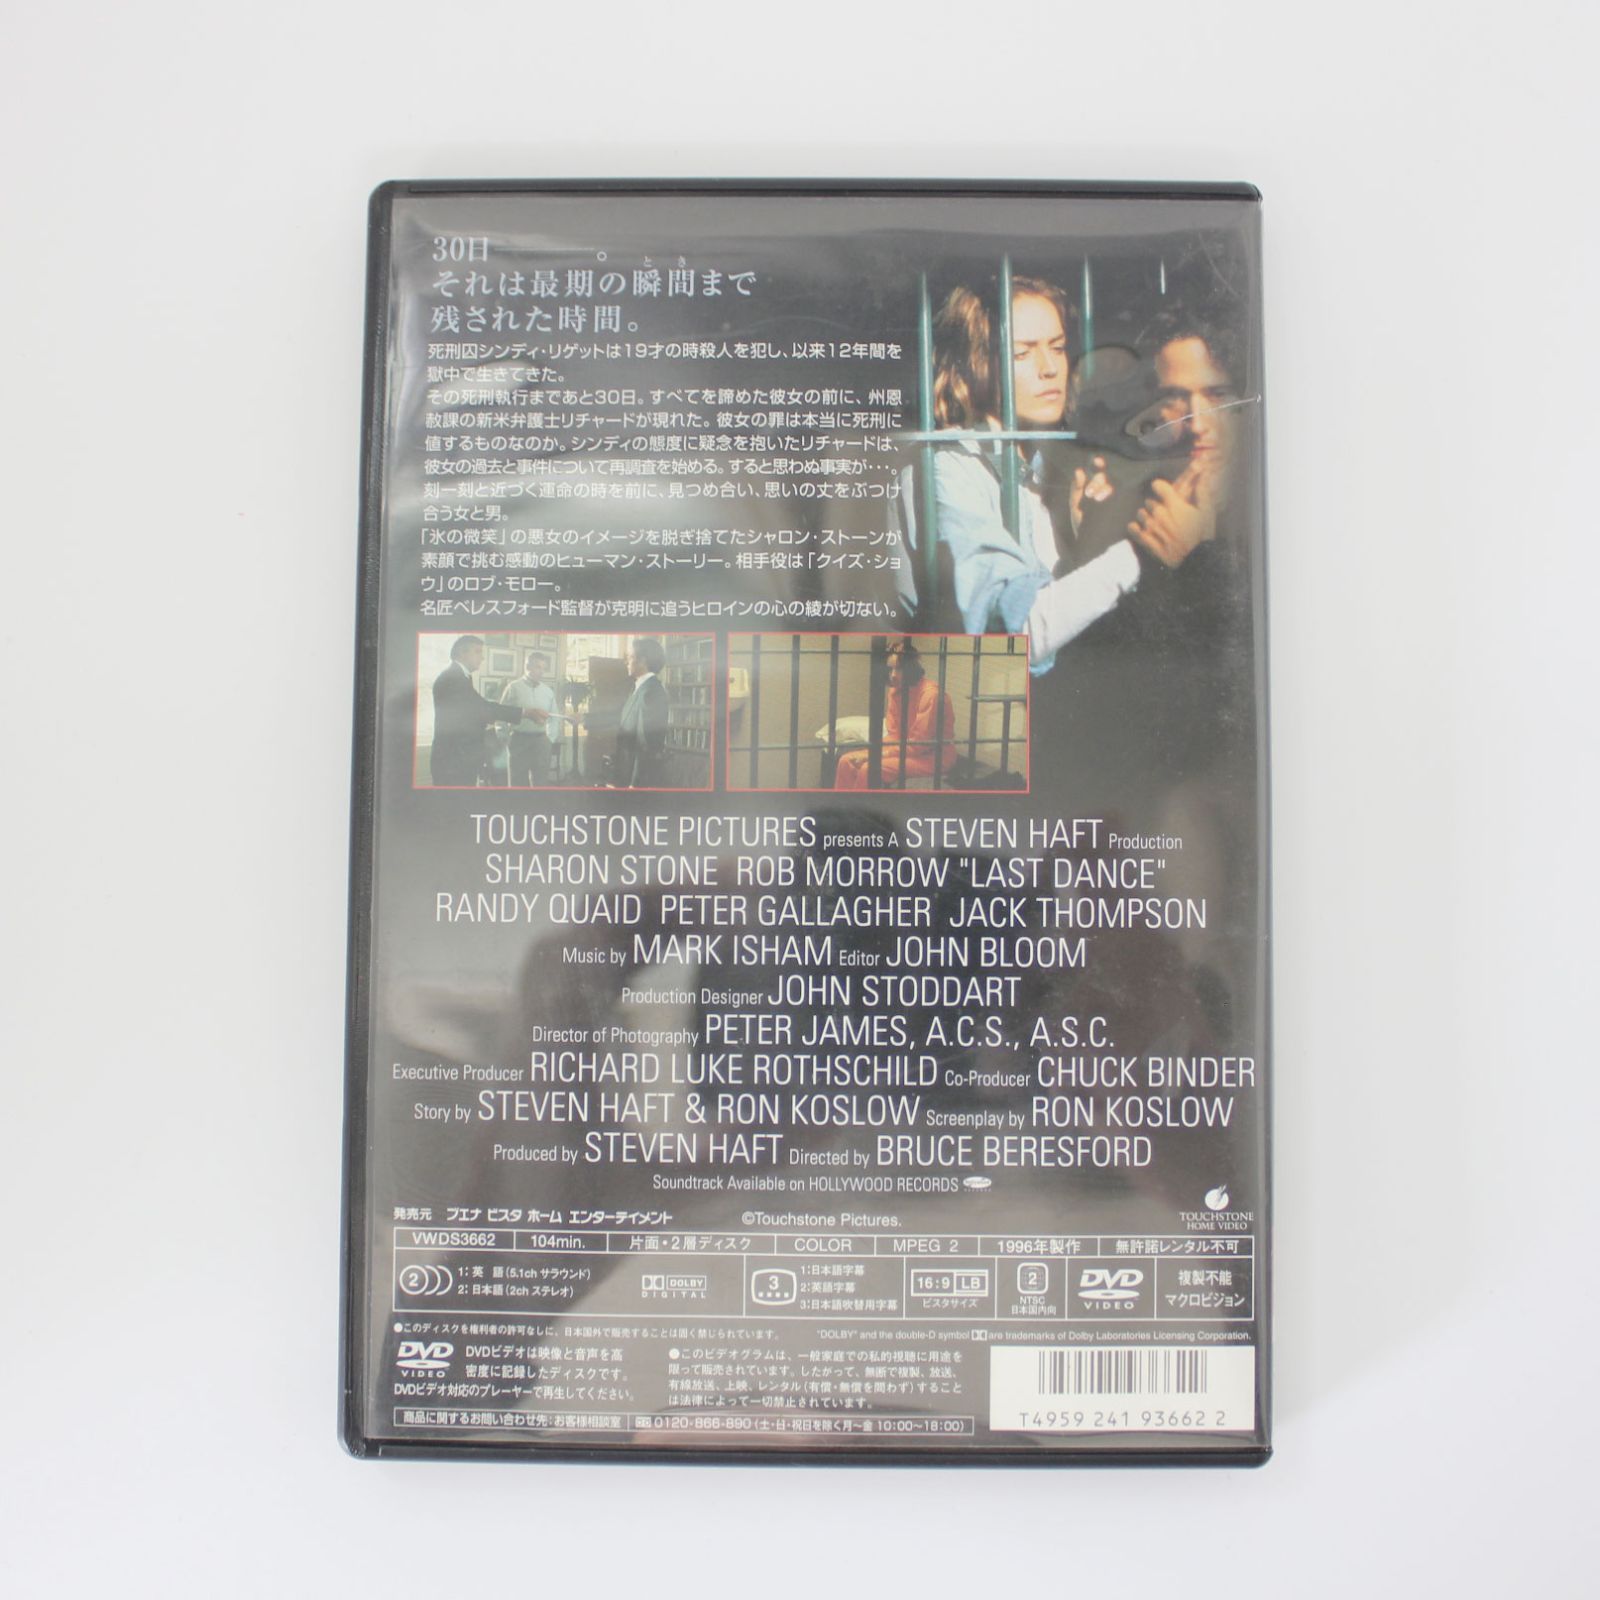 30日――――。
それは最期の瞬間まで
とき
残された時間。
死刑囚シンディ・リゲットは19才の時殺人を犯し、以来12年間を
獄中で生きてきた。
その死刑執行まであと30日。すべてを諦めた彼女の前に、州恩
赦課の新米弁護士リチャードが現れた。彼女の罪は本当に死刑に
値するものなのか。シンディの態度に疑念を抱いたリチャードは、
彼女の過去と事件について再調査を始める。すると思わぬ事実が・・・。
刻一刻と近づく運命の時を前に、見つめ合い、思いの丈をぶつけ
合う女と男。
「氷の微笑」の悪女のイメージを脱ぎ捨てたシャロン・ストーンが
素顔で挑む感動のヒューマン・ストーリー。相手役は「クイズ・ショ
ウ」のロブ・モロー。
名匠ベレスフォード監督が克明に追うヒロインの心の綾が切ない。
TOUCHSTONE PICTURES presents A STEVEN HAFT Production
SHARON STONE ROB MORROW "LAST DANCE"
RANDY QUAID PETER GALLAGHER JACK THOMPSON
Music by MARK ISHAM Editor JOHN BLOOM
Production Designer JOHN STODDART
Director of Photography PETER JAMES, A.C.S., A.S.C.
Executive Producer RICHARD LUKE ROTHSCHILD Co-Producer CHUCK BINDER
Story by STEVEN HAFT & RON KOSLOW Screenplay by RON KOSLOW
Produced by STEVEN HAFT Directed by BRUCE BERESFORD
Soundtrack Available on HOLLYWOOD RECORDS
TOUCHSTONE
HOME VIDEO
発売元 ブエナ ビスタ ホーム エンターテイメント ©Touchstone Pictures.
VWDS3662 104min. 片面・2層ディスク COLOR MPEG 2 1996年製作 無許諾レンタル不可
2 1:英 語(5.1ch サラウンド)
2:日本語(2ch ステレオ)
DOLBY
DIGITAL
3 1:日本語字幕
2:英語字幕
3:日本語吹替用字幕
16:9 LB
ビスタサイズ
2
NTSC
日本国内向
DVD
VIDEO
複製不能
マクロビジョン
●このディスクを権利者の許可なしに、日本国外で販売することは固く禁じられています。
"DOLBY" and the double-D symbol are trademarks of Dolby Laboratories Licensing Corporation.
DVD
VIDEO
DVDビデオは映像と音声を高
密度に記録したディスクです。
DVDビデオ対応のプレーヤーで再生してください。
●このビデオグラムは、一般家庭での私的視聴に用途を
限って販売されています。したがって、無断で複製、放送、
有線放送、上映、レンタル(有償・無償を問わず)すること
は法律によって一切禁止されています。
商品に関するお問い合わせ先:お客様相談室 0120-866-890(土・日・祝日を除く月〜金 10:00〜18:00)
T4959 241 93662 2